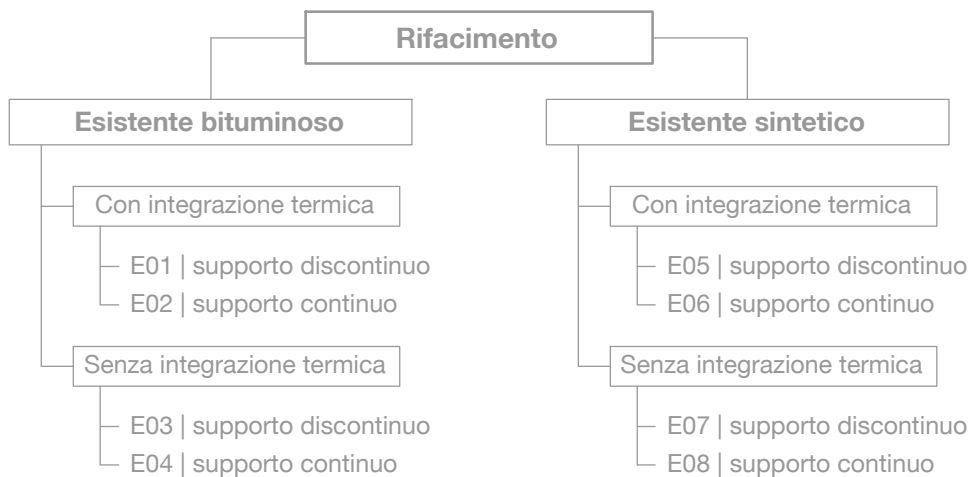 Rifacimento
Esistente bituminoso
Con integrazione termica
E01 | supporto discontinuo
E02 | supporto continuo
Senza integrazione termica
E03 | supporto discontinuo
E04 | supporto continuo
Esistente sintetico
Con integrazione termica
E05 | supporto discontinuo
E06 | supporto continuo
Senza integrazione termica
E07 | supporto discontinuo
E08 | supporto continuo